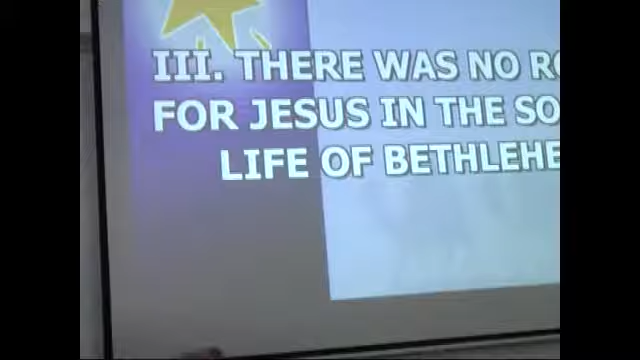 III. THERE WAS NO
FOR JESUS IN THE
LIFE OF